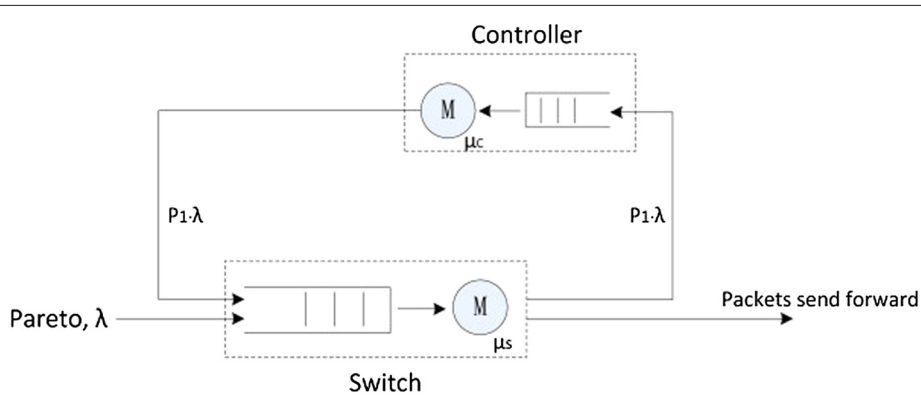 Controller
M
μc
P1·λ
P1·λ
Packets send forward
Pareto, λ
M
μs
Switch